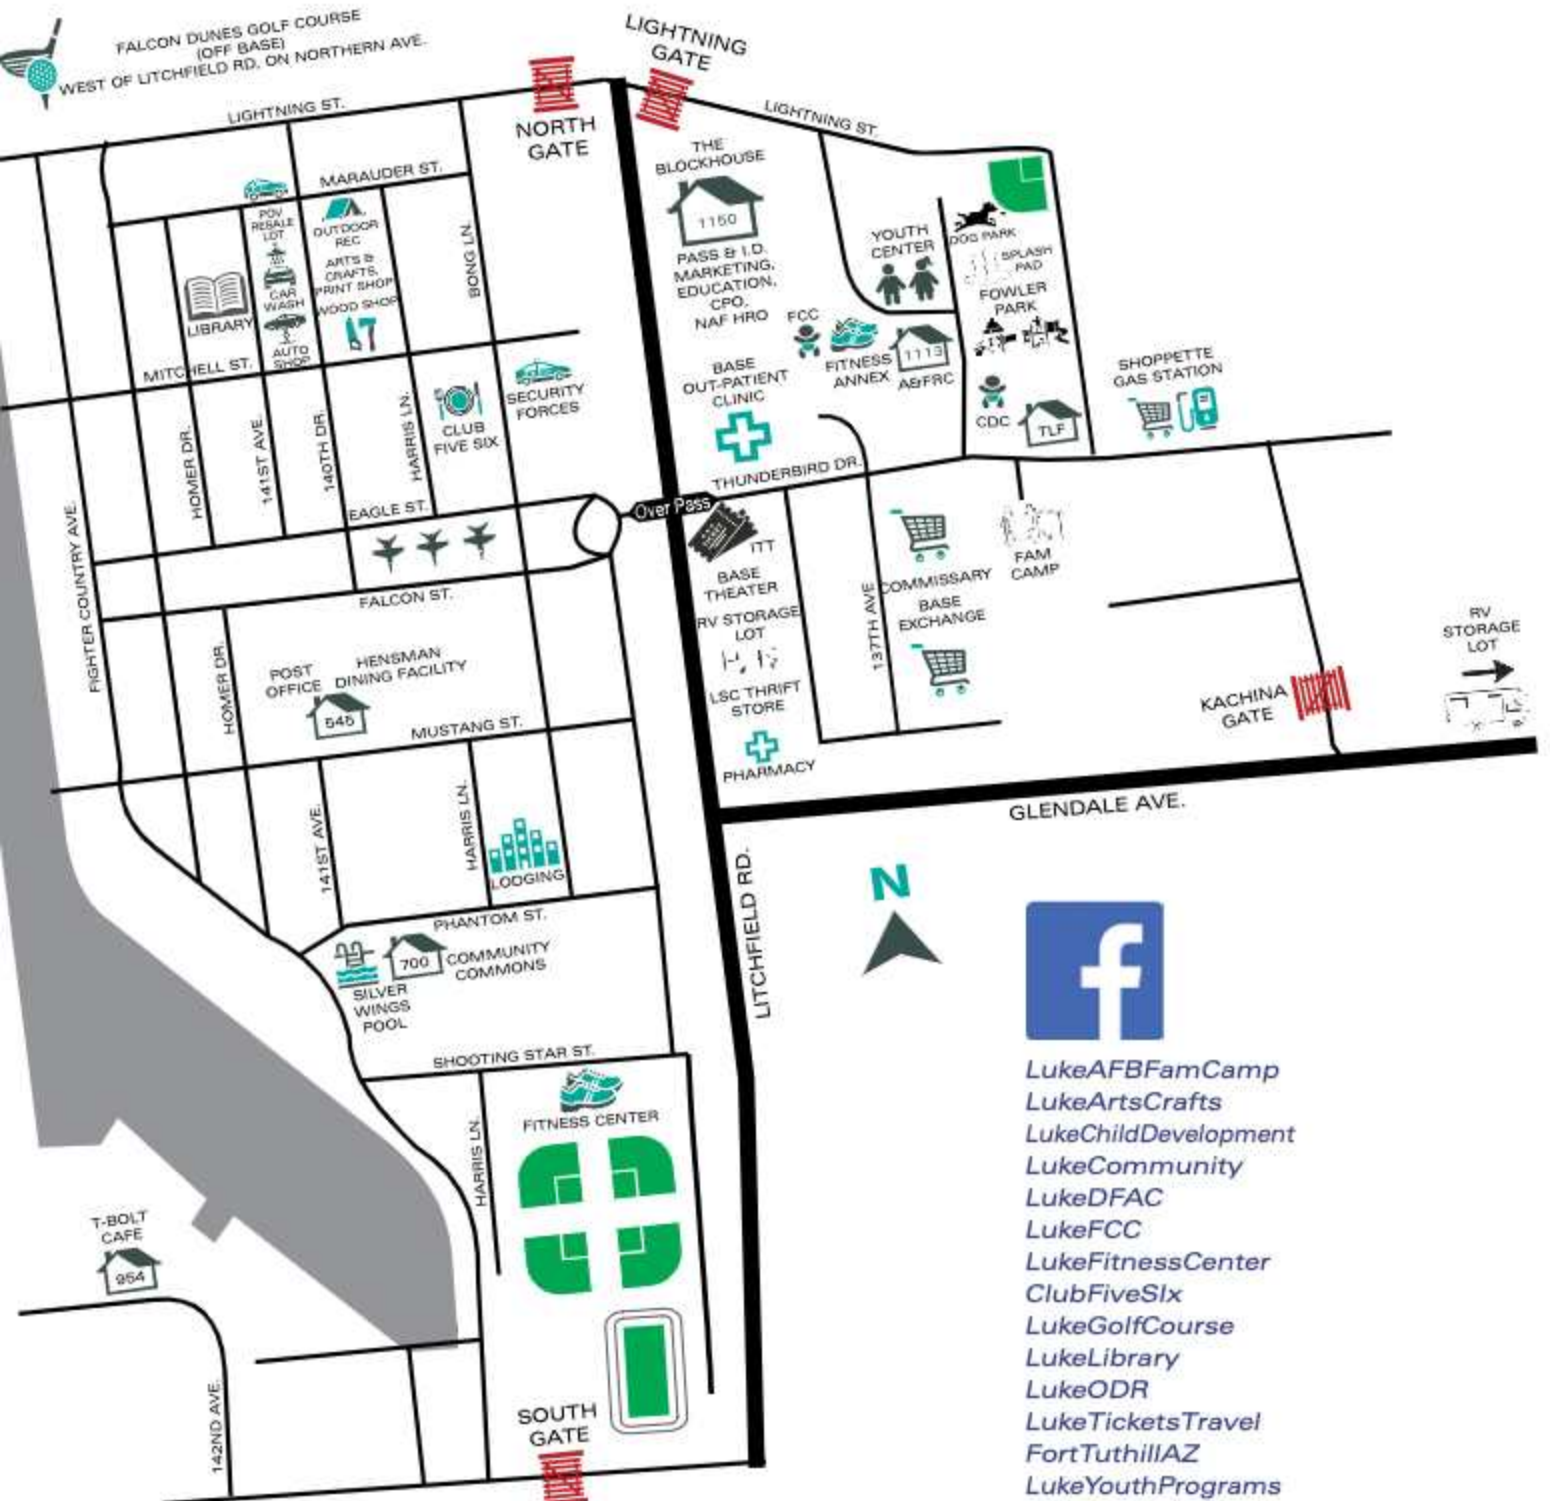 FALCON DUNES GOLF COURSE
(OFF BASE)
WEST OF LITCHFIELD RD. ON NORTHERN AVE.
LIGHTNING
GATE
LIGHTNING ST.
LIGHTNING ST.
NORTH
GATE
MARAUDER ST.
THE
BLOCKHOUSE
1150
PASS & I.D.
MARKETING,
EDUCATION,
CPO,
NAF HRO
POV
RESALE
LOT
OUTDOOR
REC
ARTS &
CRAFTS,
PRINT SHOP
WOOD SHOP
CAR
WASH
AUTO
SHOP
LIBRARY
BONG LN.
YOUTH
CENTER
DOG PARK
SPLASH
PAD
FOWLER
PARK
FCC
FITNESS
ANNEX
1113
A&FRC
MITCHELL ST.
SECURITY
FORCES
CLUB
FIVE SIX
BASE
OUT-PATIENT
CLINIC
CDC
TLF
SHOPPETTE
GAS STATION
HOMER DR.
141ST AVE.
140TH DR.
HARRIS LN.
THUNDERBIRD DR.
EAGLE ST.
Over Pass
FIGHTER COUNTRY AVE.
FALCON ST.
ITT
BASE
THEATER
RV STORAGE
LOT
LSC THRIFT
STORE
PHARMACY
137TH AVE
COMMISSARY
BASE
EXCHANGE
FAM
CAMP
HOMER DR.
POST
OFFICE
HENSMAN
DINING FACILITY
545
MUSTANG ST.
KACHINA
GATE
RV
STORAGE
LOT
GLENDALE AVE.
141ST AVE.
HARRIS LN.
LODGING
PHANTOM ST.
700
COMMUNITY
COMMONS
SILVER
WINGS
POOL
LITCHFIELD RD.
N
SHOOTING STAR ST.
FITNESS CENTER
HARRIS LN.
T-BOLT
CAFE
954
142ND AVE.
SOUTH
GATE
f
LukeAFBFamCamp
LukeArtsCrafts
LukeChildDevelopment
LukeCommunity
LukeDFAC
LukeFCC
LukeFitnessCenter
ClubFiveSIx
LukeGolfCourse
LukeLibrary
LukeODR
LukeTicketsTravel
FortTuthillAZ
LukeYouthPrograms